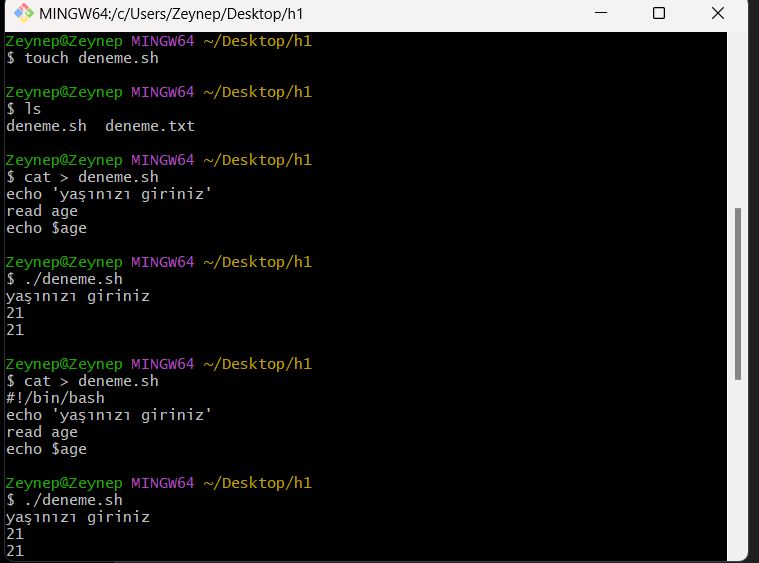 MINGW64:/c/Users/Zeynep/Desktop/h1
Zeynep@Zeynep MINGW64 ~/Desktop/h1
$ touch deneme.sh
Zeynep@Zeynep MINGW64 ~/Desktop/h1
$ ls
deneme.sh  deneme.txt
Zeynep@Zeynep MINGW64 ~/Desktop/h1
$ cat > deneme.sh
echo 'yaşınızı giriniz'
read age
echo $age
Zeynep@Zeynep MINGW64 ~/Desktop/h1
$ ./deneme.sh
yaşınızı giriniz
21
21
Zeynep@Zeynep MINGW64 ~/Desktop/h1
$ cat > deneme.sh
#!/bin/bash
echo 'yaşınızı giriniz'
read age
echo $age
Zeynep@Zeynep MINGW64 ~/Desktop/h1
$ ./deneme.sh
yaşınızı giriniz
21
21